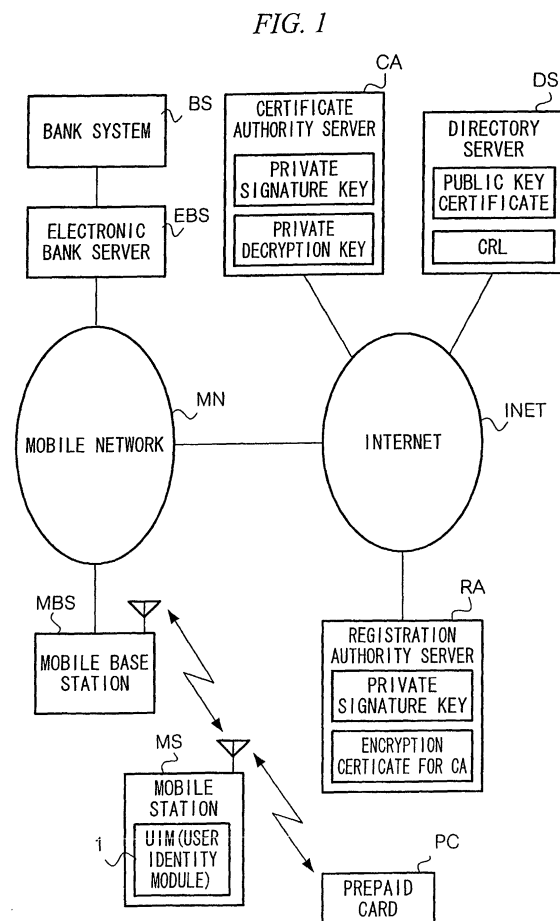 FIG. 1
BS
BANK SYSTEM
EBS
ELECTRONIC
BANK SERVER
CA
CERTIFICATE
AUTHORITY SERVER
PRIVATE
SIGNATURE KEY
PRIVATE
DECRYPTION KEY
DS
DIRECTORY
SERVER
PUBLIC KEY
CERTIFICATE
CRL
MN
MOBILE NETWORK
INET
INTERNET
MBS
MOBILE BASE
STATION
RA
REGISTRATION
AUTHORITY SERVER
PRIVATE
SIGNATURE KEY
ENCRYPTION
CERTICATE FOR CA
MS
MOBILE
STATION
1
UIM(USER
IDENTITY
MODULE)
PC
PREPAID
CARD